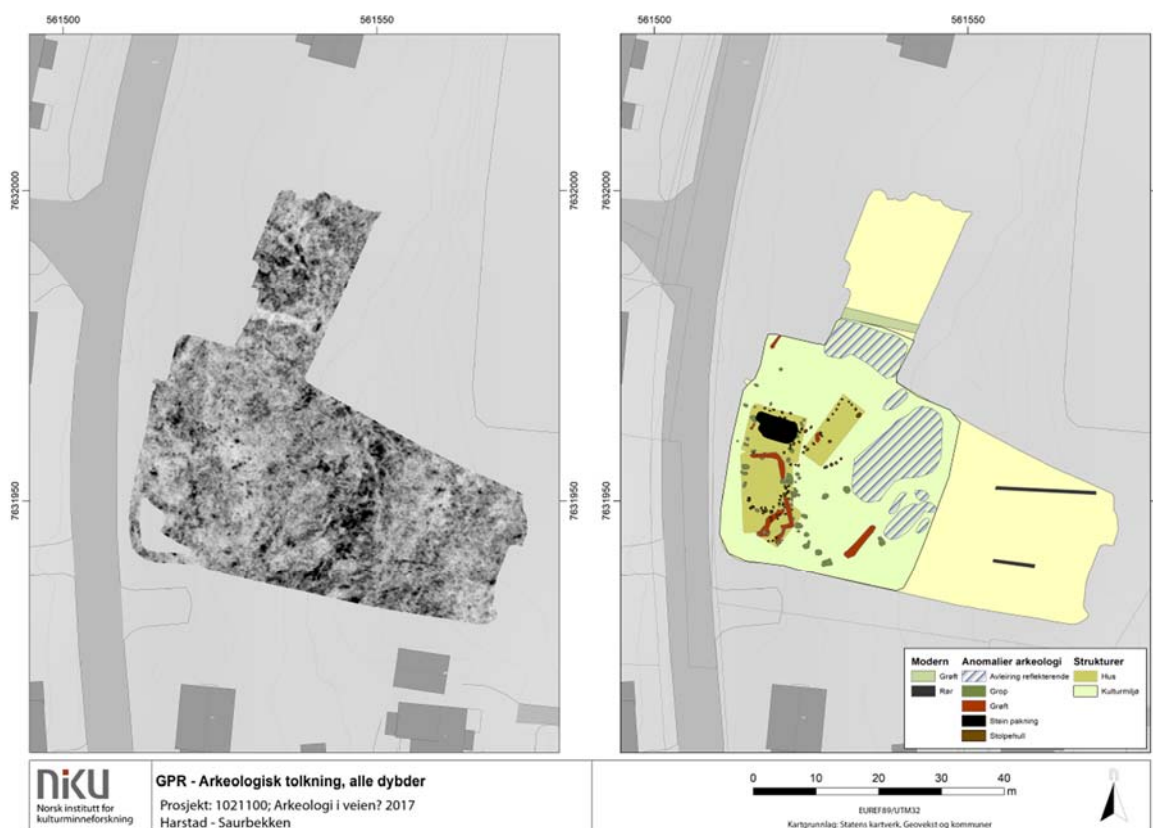 561500
561550
561500
561550
7632000
7632000
7632000
7631950
7631950
7631950
Modern
Grøft
Rør
Anomalier arkeologi
Avleiring reflekterende
Grop
Grøft
Stein pakning
Stolpehull
Strukturer
Hus
Kulturmiljø
niku
Norsk institutt for
kulturminneforskning
GPR - Arkeologisk tolkning, alle dybder
Prosjekt: 1021100; Arkeologi i veien? 2017
Harstad - Saurbekken
0 10 20 30 40
m
EUREF89/UTM32
Kartgrunnlag: Statens kartverk, Geovekst og kommuner